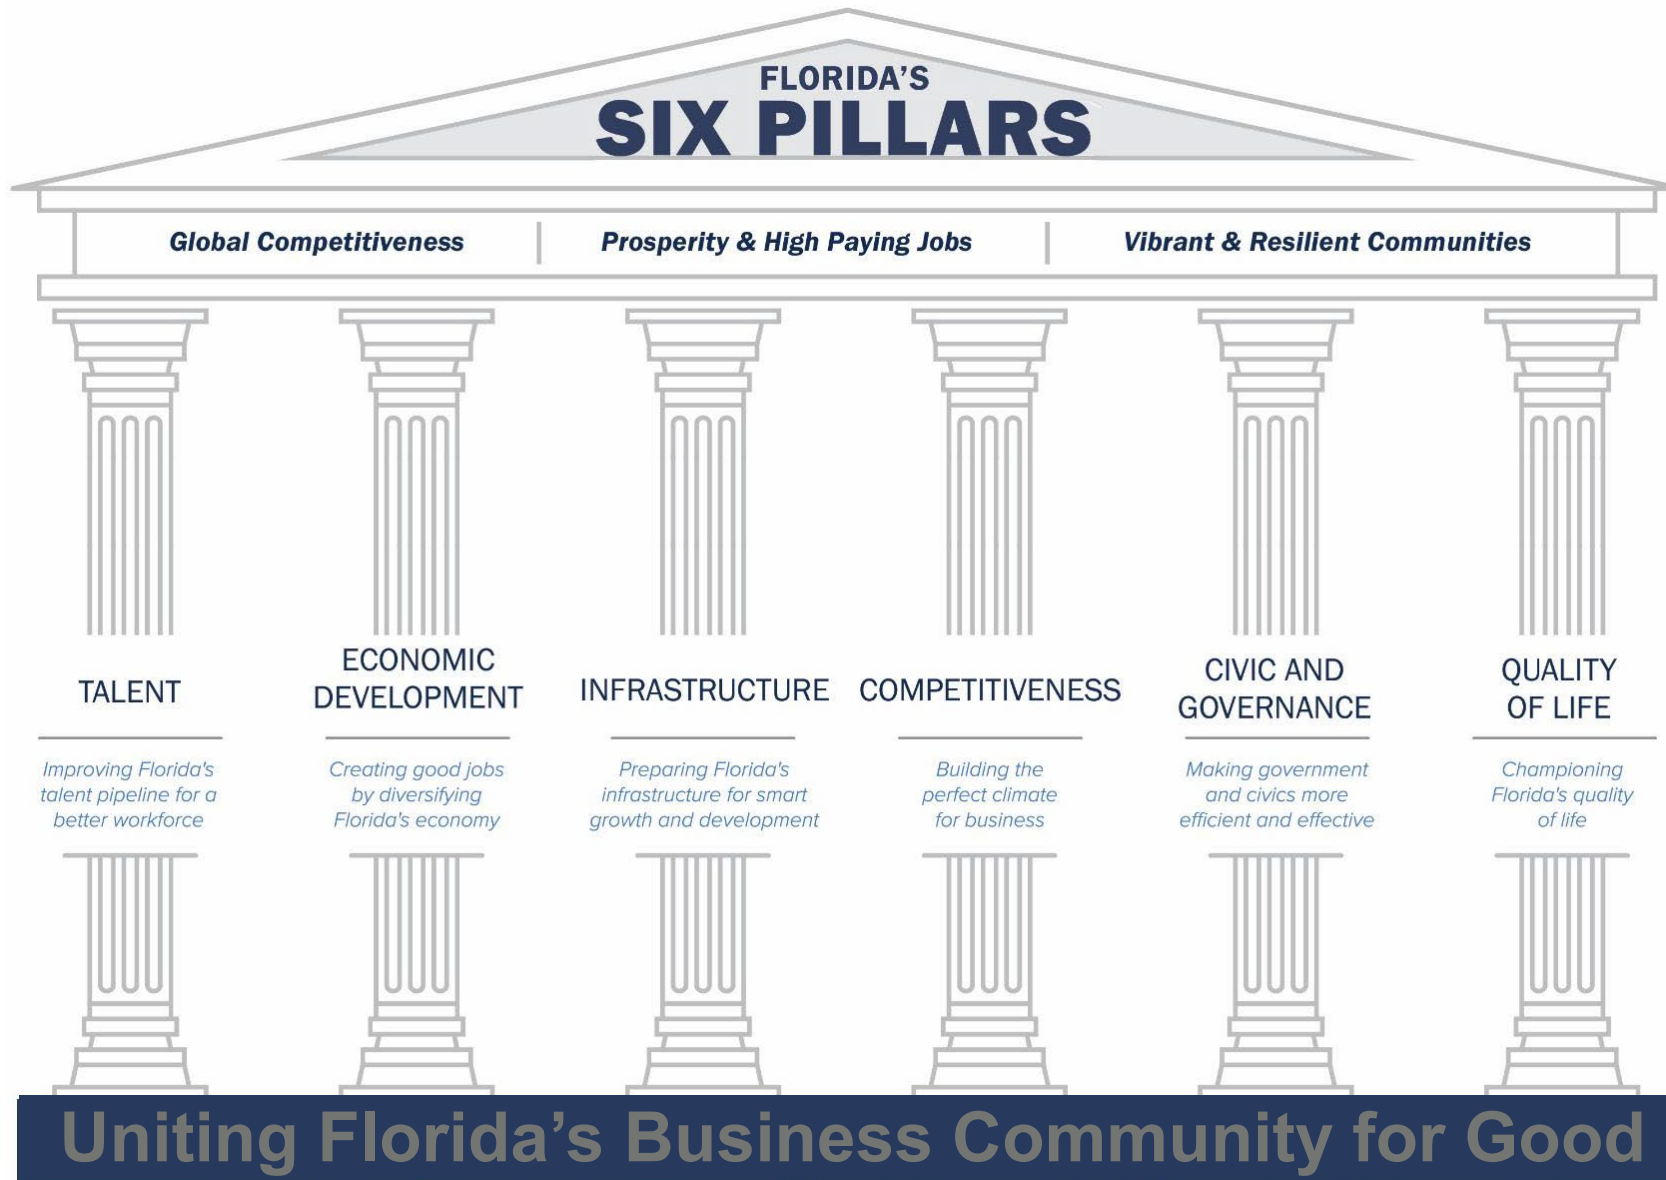 FLORIDA'S
SIX PILLARS
Global Competitiveness | Prosperity & High Paying Jobs | Vibrant & Resilient Communities
TALENT
Improving Florida's
talent pipeline for a
better workforce
ECONOMIC
DEVELOPMENT
Creating good jobs
by diversifying
Florida's economy
INFRASTRUCTURE
Preparing Florida's
infrastructure for smart
growth and development
COMPETITIVENESS
Building the
perfect climate
for business
CIVIC AND
GOVERNANCE
Making government
and civics more
efficient and effective
QUALITY
OF LIFE
Championing
Florida's quality
of life
Uniting Florida's Business Community for Good